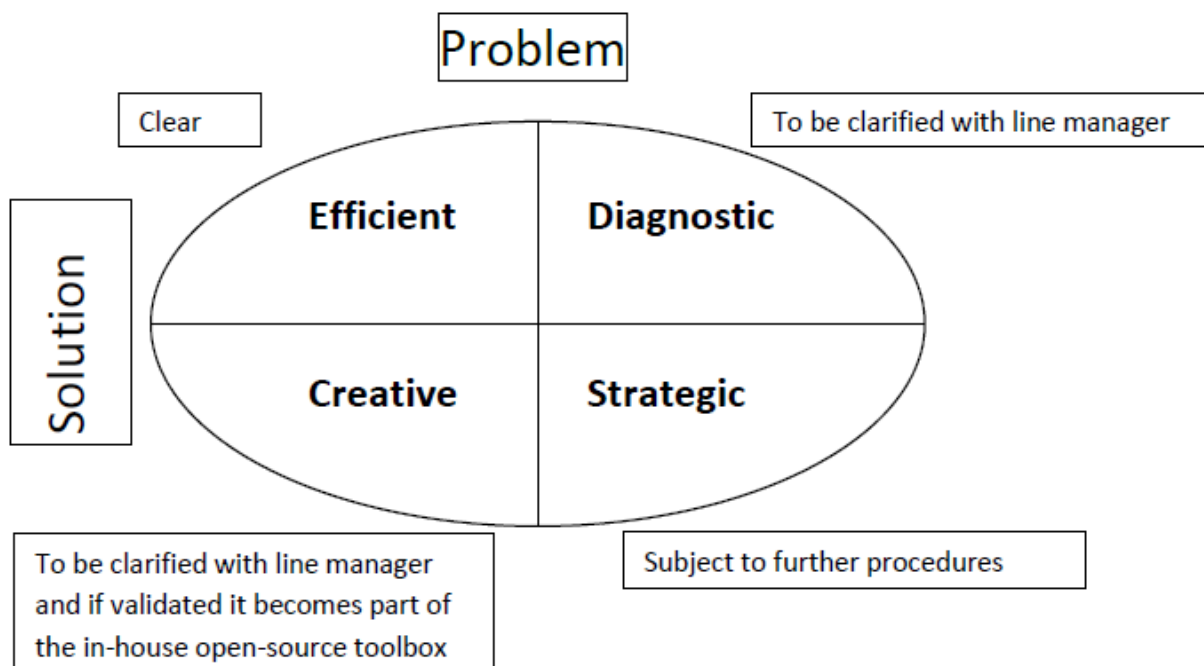 Problem
Clear
To be clarified with line manager
Efficient
Diagnostic
Solution
Creative
Strategic
To be clarified with line manager
and if validated it becomes part of
the in-house open-source toolbox
Subject to further procedures